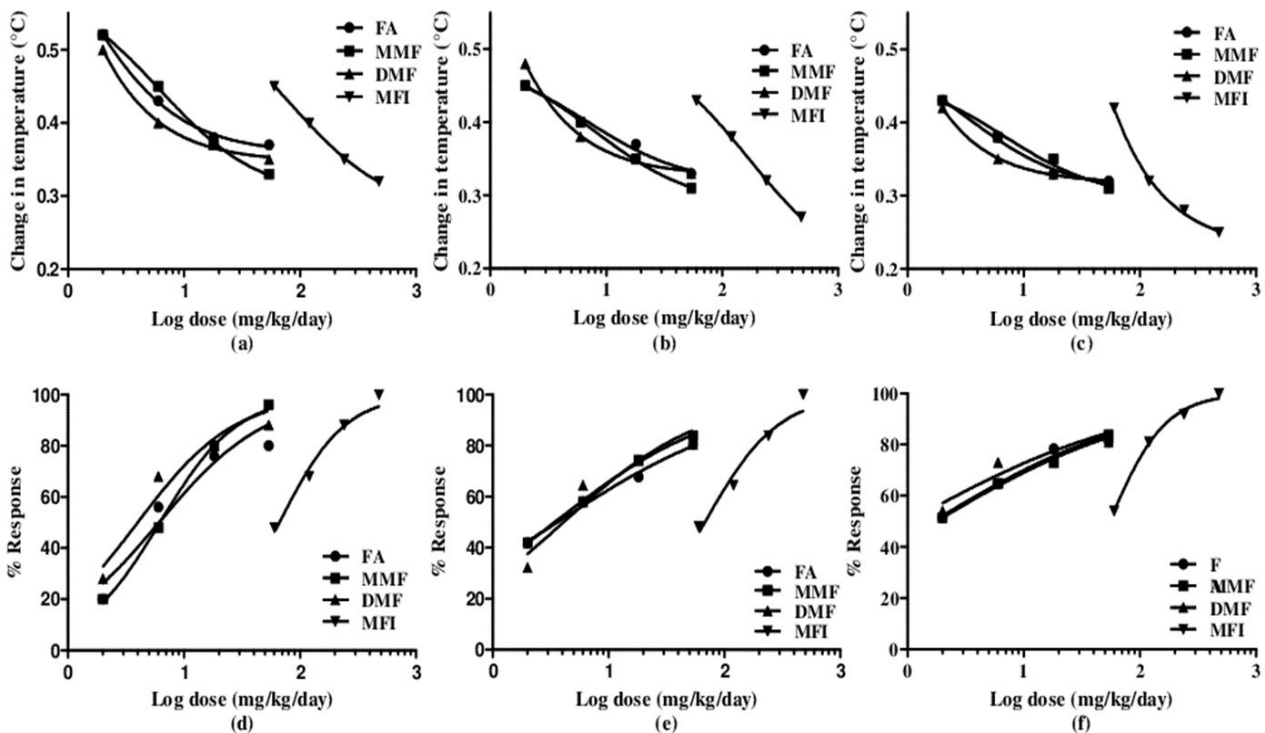 Change in temperature (°C)
0.5
0.4
0.3
0.2
0
1
2
3
FA
MMF
DMF
MFI
Log dose (mg/kg/day)
(a)
Change in temperature (°C)
0.5
0.4
0.3
0.2
0
1
2
3
FA
MMF
DMF
MFI
Log dose (mg/kg/day)
(b)
Change in temperature (°C)
0.5
0.4
0.3
0.2
0
1
2
3
FA
MMF
DMF
MFI
Log dose (mg/kg/day)
(c)
% Response
100
80
60
40
20
0
0
1
2
3
FA
MMF
DMF
MFI
Log dose (mg/kg/day)
(d)
% Response
100
80
60
40
20
0
0
1
2
3
FA
MMF
DMF
MFI
Log dose (mg/kg/day)
(e)
% Response
100
80
60
40
20
0
0
1
2
3
F
MMF
DMF
MFI
Log dose (mg/kg/day)
(f)